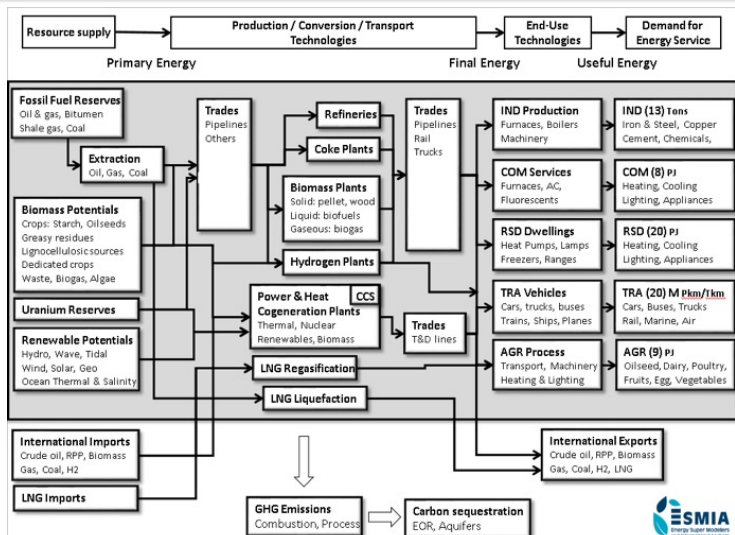 Resource supply
Production / Conversion / Transport
Technologies
End-Use
Technologies
Demand for
Energy Service
Primary Energy
Final Energy
Useful Energy
Fossil Fuel Reserves
Oil & gas, Bitumen
Shale gas, Coal
Extraction
Oil, Gas, Coal
Biomass Potentials
Crops: Starch, Oilseeds
Greasy residues
Lignocellulosic sources
Dedicated crops
Waste, Biogas, Algae
Uranium Reserves
Renewable Potentials
Hydro, Wave, Tidal
Wind, Solar, Geo
Ocean Thermal & Salinity
International Imports
Crude oil, RPP, Biomass
Gas, Coal, H2
LNG Imports
Trades
Pipelines
Others
Refineries
Coke Plants
Biomass Plants
Solid: pellet, wood
Liquid: biofuels
Gaseous: biogas
Hydrogen Plants
Power & Heat
CCS
Cogeneration Plants
Thermal, Nuclear
Renewables, Biomass
LNG Regasification
LNG Liquefaction
Trades
Pipelines
Rail
Trucks
Trades
T&D lines
IND Production
Furnaces, Boilers
Machinery
COM Services
Furnaces, AC,
Fluorescents
RSD Dwellings
Heat Pumps, Lamps
Freezers, Ranges
TRA Vehicles
Cars, trucks, buses
Trains, Ships, Planes
AGR Process
Transport, Machinery
Heating & Lighting
IND (13) Tons
Iron & Steel, Copper
Cement, Chemicals,
COM (8) PJ
Heating, Cooling
Lighting, Appliances
RSD (20) PJ
Heating, Cooling
Lighting, Appliances
TRA (20) M Pkm/Tkm
Cars, Buses, Trucks
Rail, Marine, Air
AGR (9) PJ
Oilseed, Dairy, Poultry,
Fruits, Egg, Vegetables
International Exports
Crude oil, RPP, Biomass
Gas, Coal, H2, LNG
GHG Emissions
Combustion, Process
Carbon sequestration
EOR, Aquifers
ESMIA
Energy Super Modelers